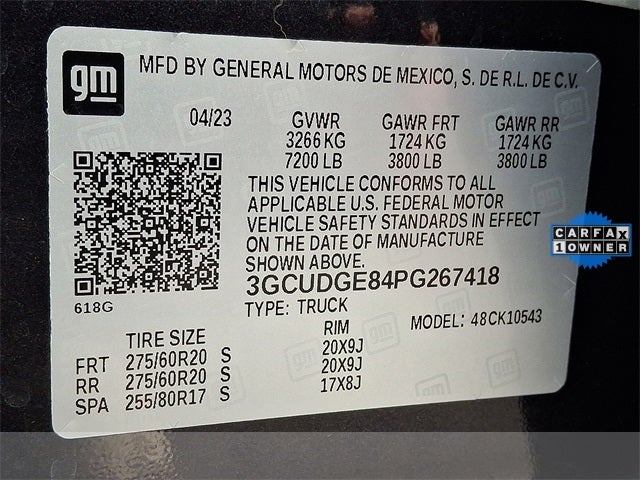 gm
MFD BY GENERAL MOTORS DE MEXICO, S. DE R.L. DE C.V.
04/23 GVWR GAWR FRT GAWR RR
3266 KG 1724 KG 1724 KG
7200 LB 3800 LB 3800 LB
THIS VEHICLE CONFORMS TO ALL
APPLICABLE U.S. FEDERAL MOTOR
VEHICLE SAFETY STANDARDS IN EFFECT
ON THE DATE OF MANUFACTURE
SHOWN ABOVE.
3GCUDGE84PG267418
618G
TYPE: TRUCK MODEL: 48CK10543
TIRE SIZE RIM
FRT 275/60R20 S 20X9J
RR 275/60R20 S 20X9J
SPA 255/80R17 S 17X8J
CARFAX
1 OWNER